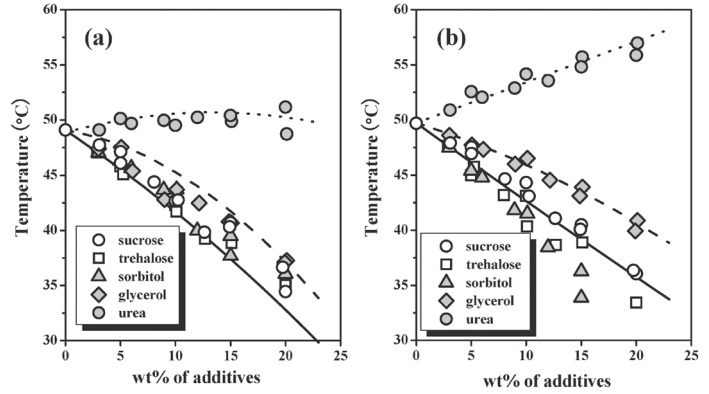 60
55
50
45
40
35
30
Temperature (°C)
(a)
sucrose
trehalose
sorbitol
glycerol
urea
0 5 10 15 20 25
wt% of additives
60
55
50
45
40
35
30
Temperature (°C)
(b)
sucrose
trehalose
sorbitol
glycerol
urea
0 5 10 15 20 25
wt% of additives